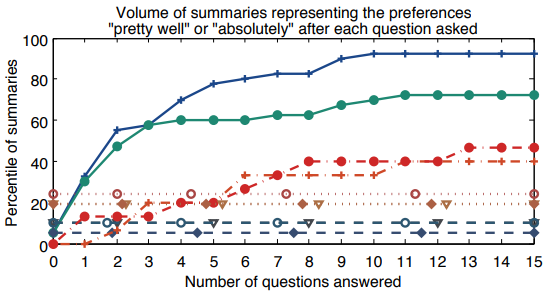 Volume of summaries representing the preferences
"pretty well" or "absolutely" after each question asked
Percentile of summaries
100
80
60
40
20
0
0 1 2 3 4 5 6 7 8 9 10 11 12 13 14 15
Number of questions answered